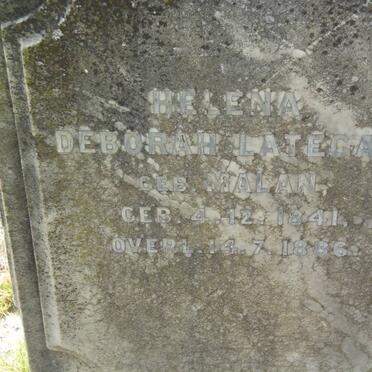 HELENA
DEBORAH LATEGA
GEB. MALAN.
GEB. 4.12.1841.
OVERL. 14.7.1886.